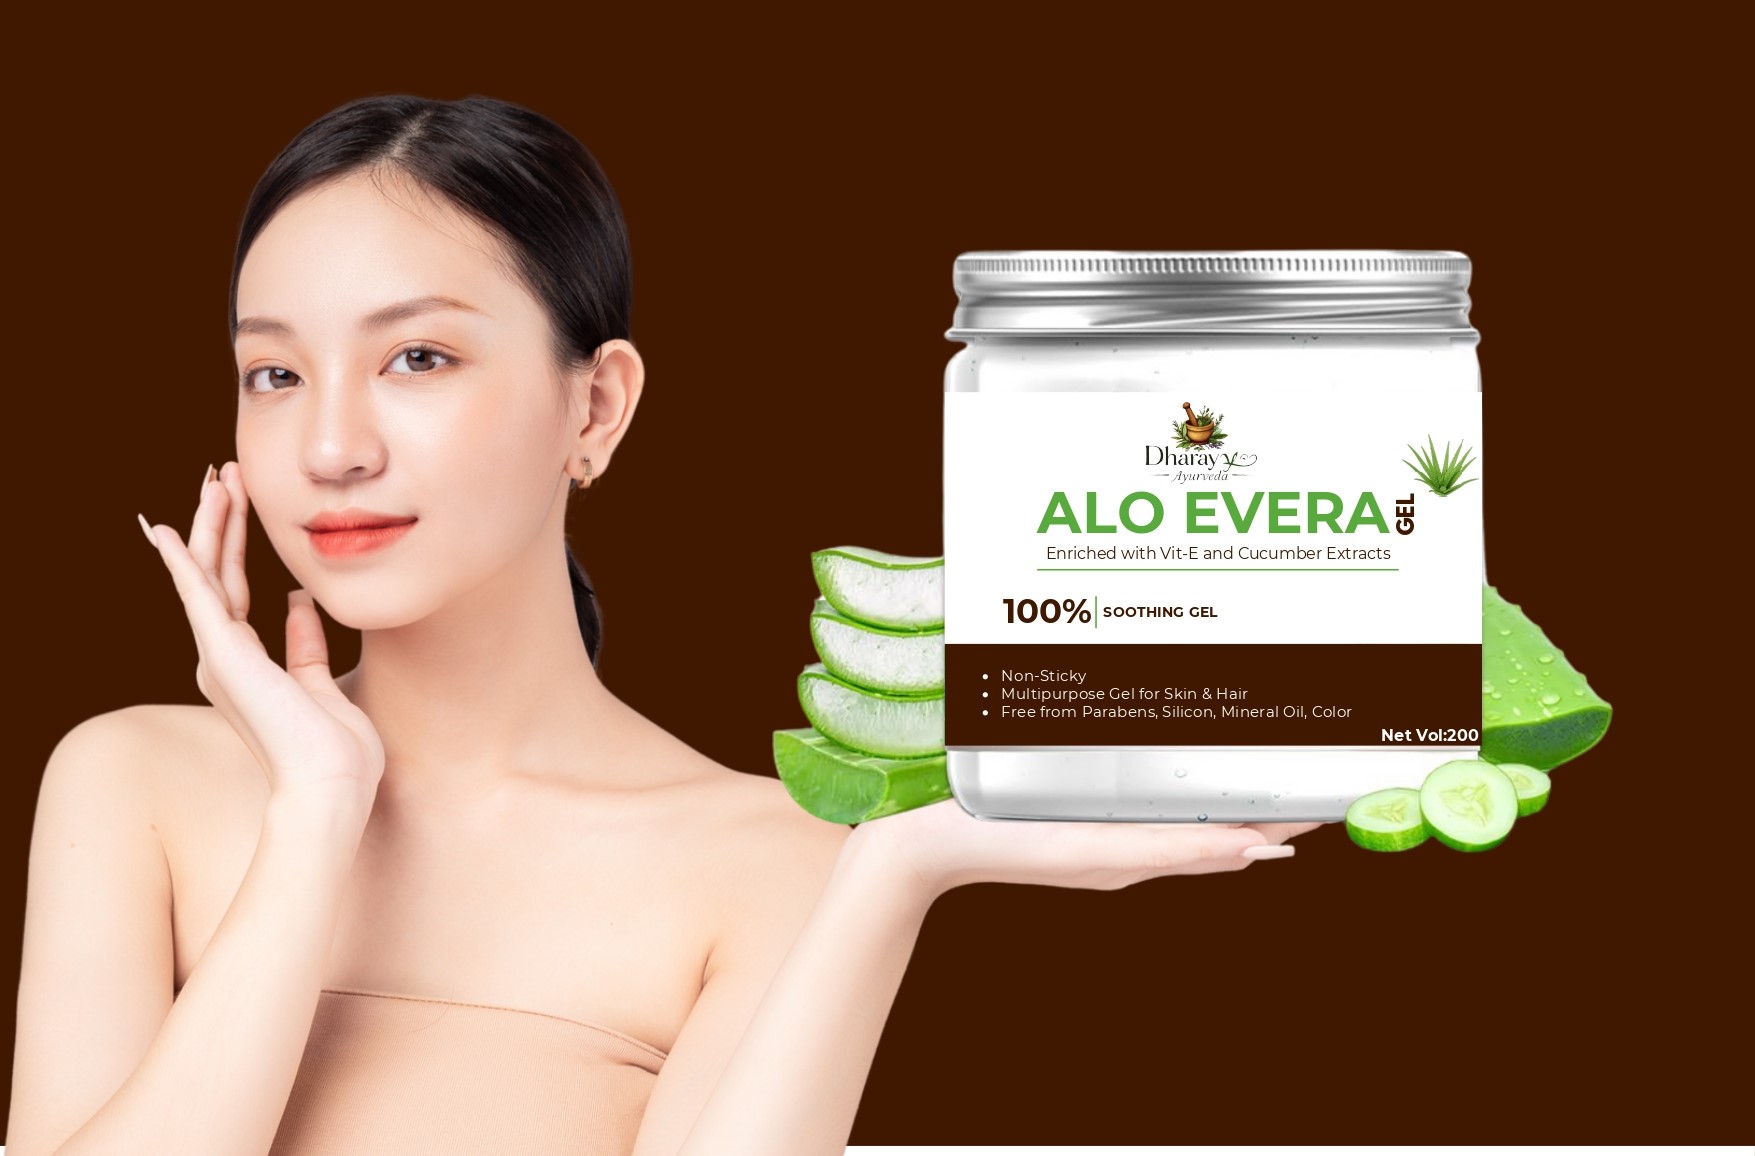 Dharay
Ayurveda
ALO EVERA GEL
Enriched with Vit-E and Cucumber Extracts
100% SOOTHING GEL
• Non-Sticky
• Multipurpose Gel for Skin & Hair
• Free from Parabens, Silicon, Mineral Oil, Color
Net Vol:200